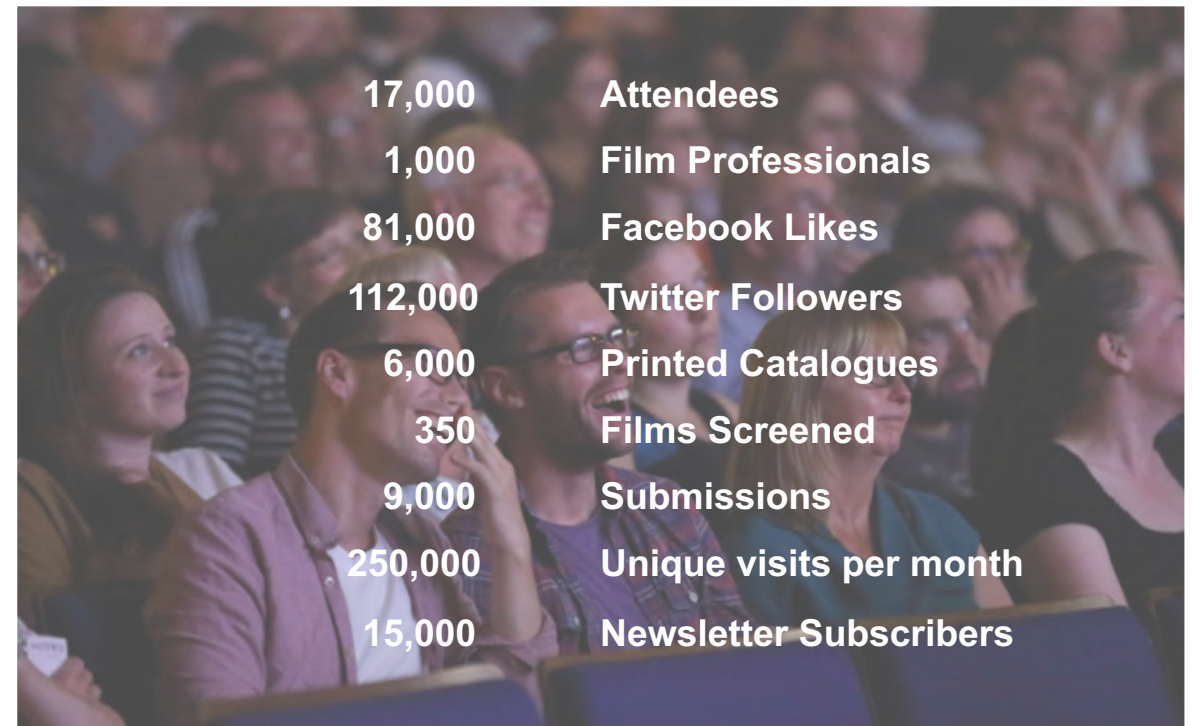 17,000 Attendees
1,000 Film Professionals
81,000 Facebook Likes
112,000 Twitter Followers
6,000 Printed Catalogues
350 Films Screened
9,000 Submissions
250,000 Unique visits per month
15,000 Newsletter Subscribers